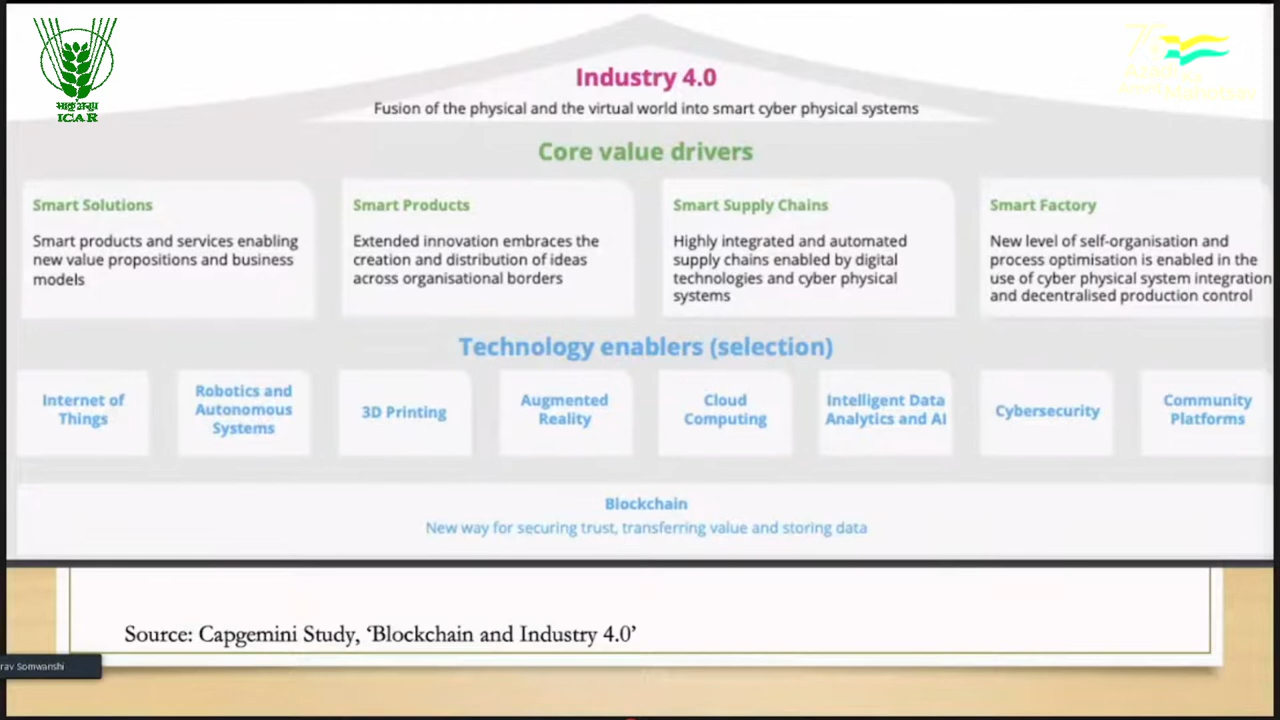 भाकृअनुप
ICAR
75
Azadi Ka
Amrit Mahotsav
Industry 4.0
Fusion of the physical and the virtual world into smart cyber physical systems
Core value drivers
Smart Solutions
Smart products and services enabling
new value propositions and business
models
Smart Products
Extended innovation embraces the
creation and distribution of ideas
across organisational borders
Smart Supply Chains
Highly integrated and automated
supply chains enabled by digital
technologies and cyber physical
systems
Smart Factory
New level of self-organisation and
process optimisation is enabled in the
use of cyber physical system integration
and decentralised production control
Technology enablers (selection)
Internet of
Things
Robotics and
Autonomous
Systems
3D Printing
Augmented
Reality
Cloud
Computing
Intelligent Data
Analytics and AI
Cybersecurity
Community
Platforms
Blockchain
New way for securing trust, transferring value and storing data
Source: Capgemini Study, ‘Blockchain and Industry 4.0’
rav Somwanshi